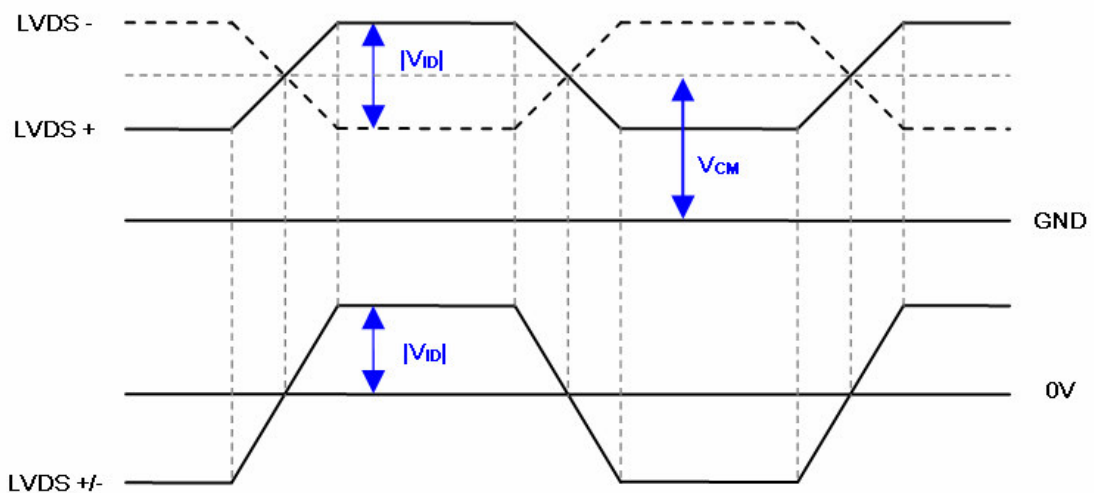 LVDS -
|VID|
LVDS +
VCM
GND
|VID|
0V
LVDS +/-